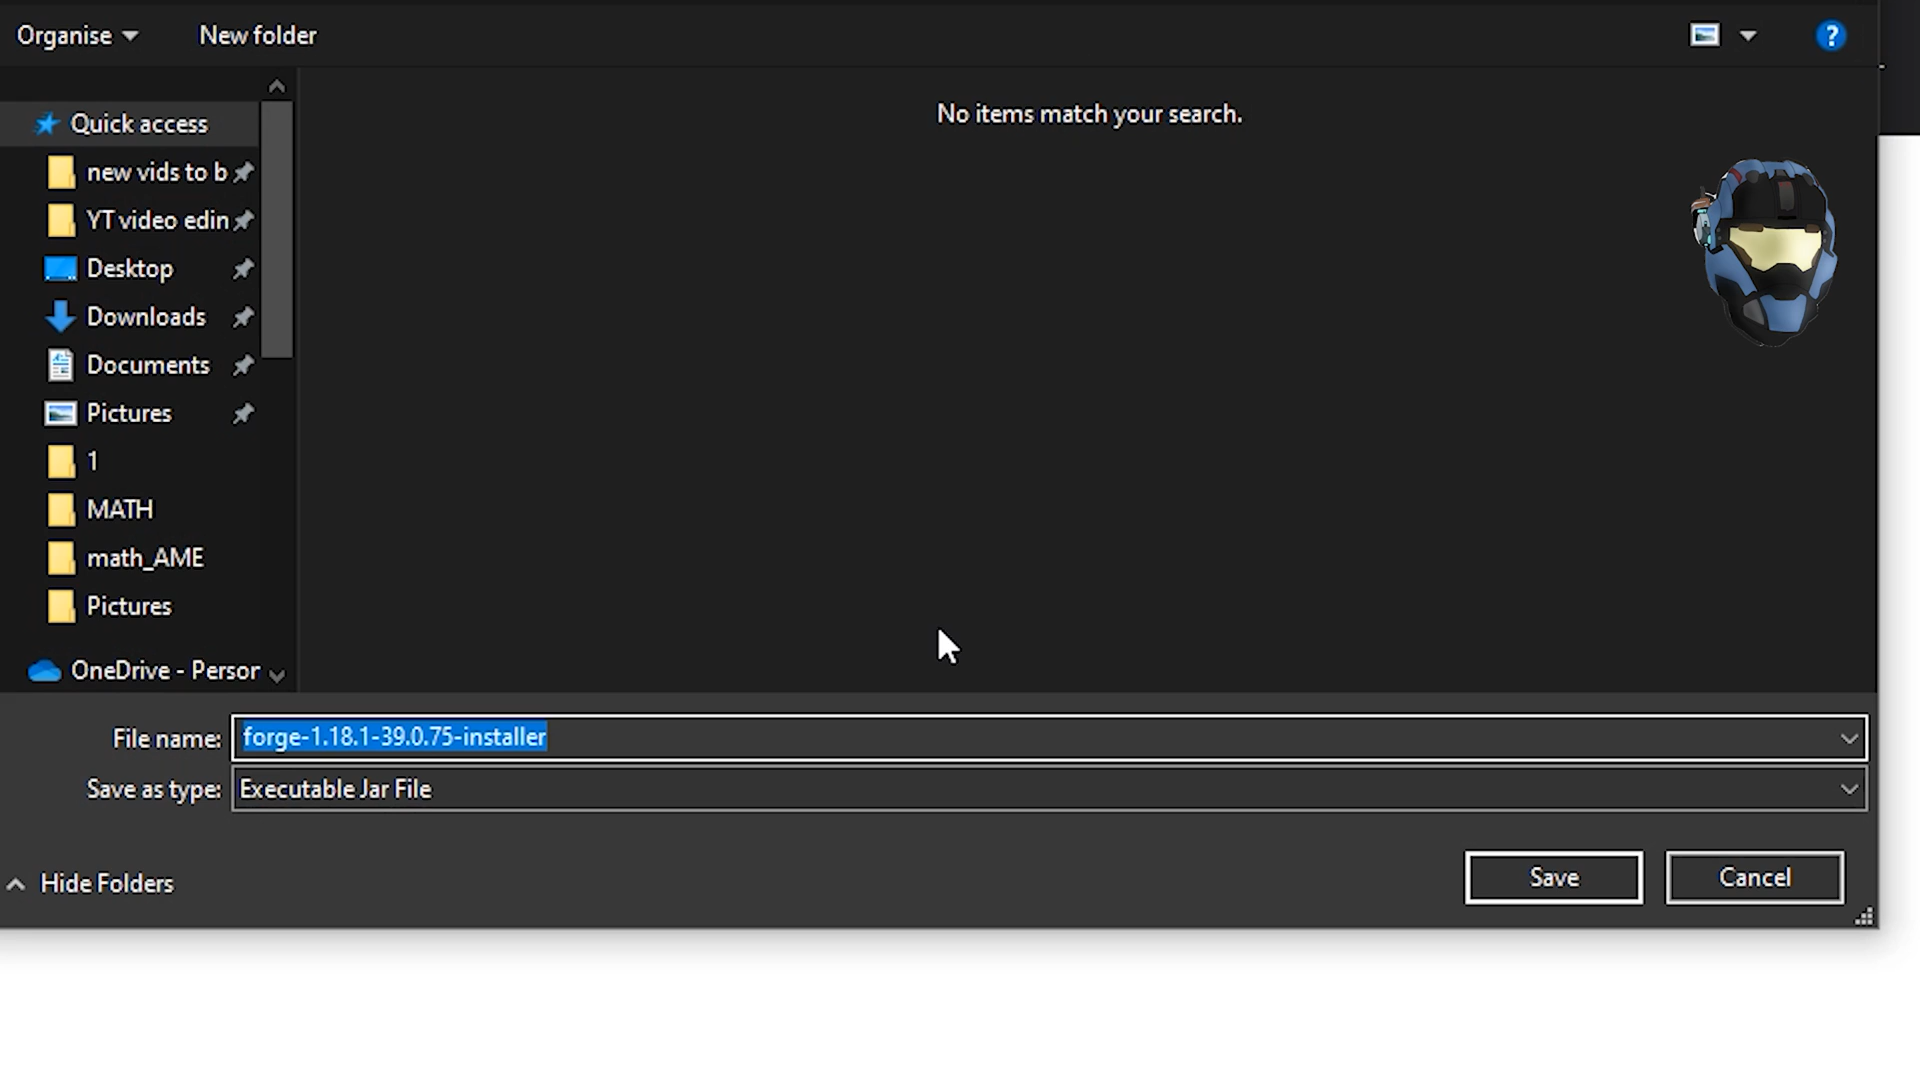 Organise
New folder
?
No items match your search.
Quick access
new vids to b
YT video edin
Desktop
Downloads
Documents
Pictures
1
MATH
math_AME
Pictures
OneDrive - Person
File name: forge-1.18.1-39.0.75-installer
Save as type: Executable Jar File
Hide Folders
Save
Cancel